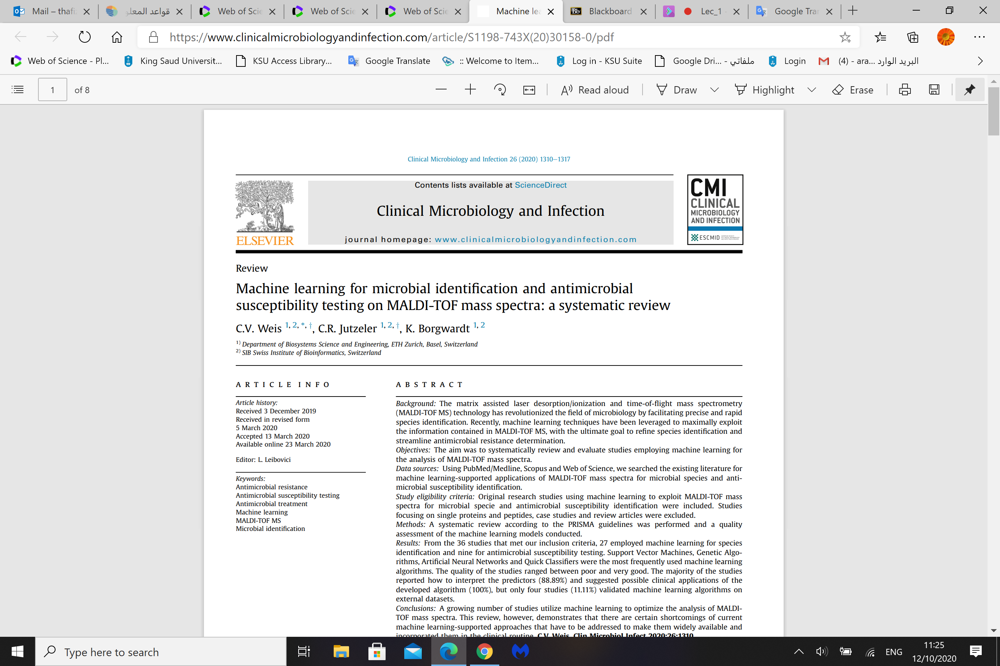 Mail – thafi
قواعد المعلو
Web of Scie
Web of Scie
Web of Scie
Machine lea
Bb Blackboard
Lec_1 -
Google Tran
https://www.clinicalmicrobiologyandinfection.com/article/S1198-743X(20)30158-0/pdf
Web of Science - Pl...
King Saud Universit...
KSU Access Library...
Google Translate
:: Welcome to Item...
Log in - KSU Suite
Google Dri... - ملفاتي
Login
(4) - ara... البريد الوارد
1 of 8
Read aloud
Draw
Highlight
Erase
Clinical Microbiology and Infection 26 (2020) 1310–1317
Contents lists available at ScienceDirect
Clinical Microbiology and Infection
journal homepage: www.clinicalmicrobiologyandinfection.com
ELSEVIER
CMI
CLINICAL
MICROBIOLOGY
AND INFECTION
ESCMID
Review
Machine learning for microbial identification and antimicrobial
susceptibility testing on MALDI-TOF mass spectra: a systematic review
C.V. Weis 1, 2, *, †, C.R. Jutzeler 1, 2, †, K. Borgwardt 1, 2
1) Department of Biosystems Science and Engineering, ETH Zurich, Basel, Switzerland
2) SIB Swiss Institute of Bioinformatics, Switzerland
ARTICLE INFO
Article history:
Received 3 December 2019
Received in revised form
5 March 2020
Accepted 13 March 2020
Available online 23 March 2020
Editor: L. Leibovici
Keywords:
Antimicrobial resistance
Antimicrobial susceptibility testing
Antimicrobial treatment
Machine learning
MALDI-TOF MS
Microbial identification
ABSTRACT
Background: The matrix assisted laser desorption/ionization and time-of-flight mass spectrometry
(MALDI-TOF MS) technology has revolutionized the field of microbiology by facilitating precise and rapid
species identification. Recently, machine learning techniques have been leveraged to maximally exploit
the information contained in MALDI-TOF MS, with the ultimate goal to refine species identification and
streamline antimicrobial resistance determination.
Objectives: The aim was to systematically review and evaluate studies employing machine learning for
the analysis of MALDI-TOF mass spectra.
Data sources: Using PubMed/Medline, Scopus and Web of Science, we searched the existing literature for
machine learning-supported applications of MALDI-TOF mass spectra for microbial species and anti-
microbial susceptibility identification.
Study eligibility criteria: Original research studies using machine learning to exploit MALDI-TOF mass
spectra for microbial specie and antimicrobial susceptibility identification were included. Studies
focusing on single proteins and peptides, case studies and review articles were excluded.
Methods: A systematic review according to the PRISMA guidelines was performed and a quality
assessment of the machine learning models conducted.
Results: From the 36 studies that met our inclusion criteria, 27 employed machine learning for species
identification and nine for antimicrobial susceptibility testing. Support Vector Machines, Genetic Algo-
rithms, Artificial Neural Networks and Quick Classifiers were the most frequently used machine learning
algorithms. The quality of the studies ranged between poor and very good. The majority of the studies
reported how to interpret the predictors (88.89%) and suggested possible clinical applications of the
developed algorithm (100%), but only four studies (11.11%) validated machine learning algorithms on
external datasets.
Conclusions: A growing number of studies utilize machine learning to optimize the analysis of MALDI-
TOF mass spectra. This review, however, demonstrates that there are certain shortcomings of current
machine learning-supported approaches that have to be addressed to make them widely available and
incorporated them in the clinical routine. C.V. Weis, Clin Microbiol Infect 2020;26:1310
Type here to search
ENG
11:25
12/10/2020